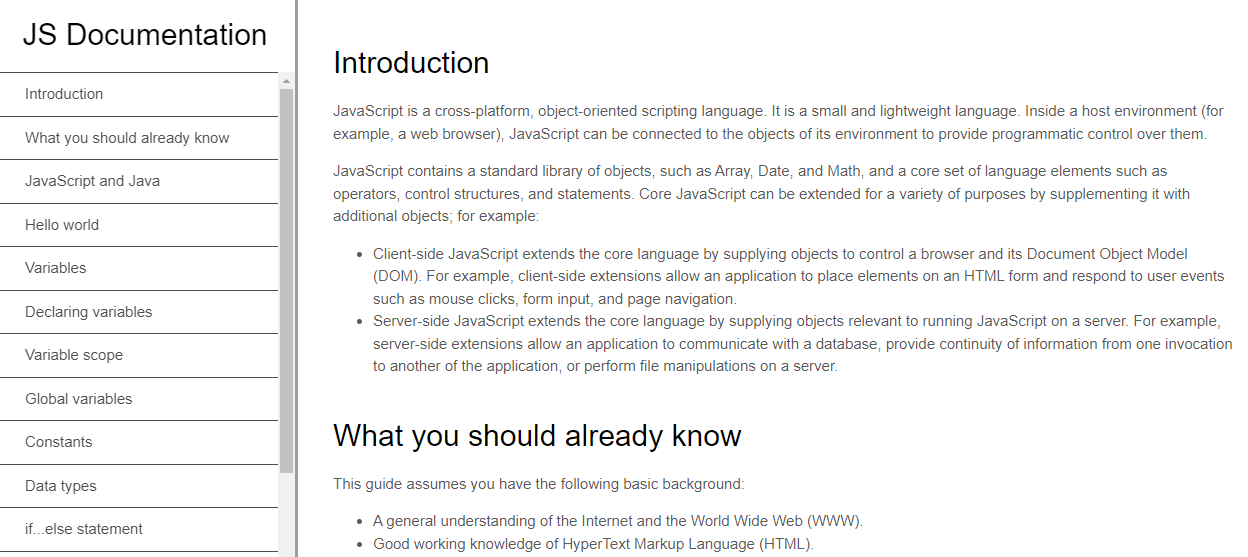 JS Documentation
Introduction
What you should already know
JavaScript and Java
Hello world
Variables
Declaring variables
Variable scope
Global variables
Constants
Data types
if...else statement
Introduction
JavaScript is a cross-platform, object-oriented scripting language. It is a small and lightweight language. Inside a host environment (for
example, a web browser), JavaScript can be connected to the objects of its environment to provide programmatic control over them.
JavaScript contains a standard library of objects, such as Array, Date, and Math, and a core set of language elements such as
operators, control structures, and statements. Core JavaScript can be extended for a variety of purposes by supplementing it with
additional objects; for example:
• Client-side JavaScript extends the core language by supplying objects to control a browser and its Document Object Model
(DOM). For example, client-side extensions allow an application to place elements on an HTML form and respond to user events
such as mouse clicks, form input, and page navigation.
• Server-side JavaScript extends the core language by supplying objects relevant to running JavaScript on a server. For example,
server-side extensions allow an application to communicate with a database, provide continuity of information from one invocation
to another of the application, or perform file manipulations on a server.
What you should already know
This guide assumes you have the following basic background:
• A general understanding of the Internet and the World Wide Web (WWW).
• Good working knowledge of HyperText Markup Language (HTML).